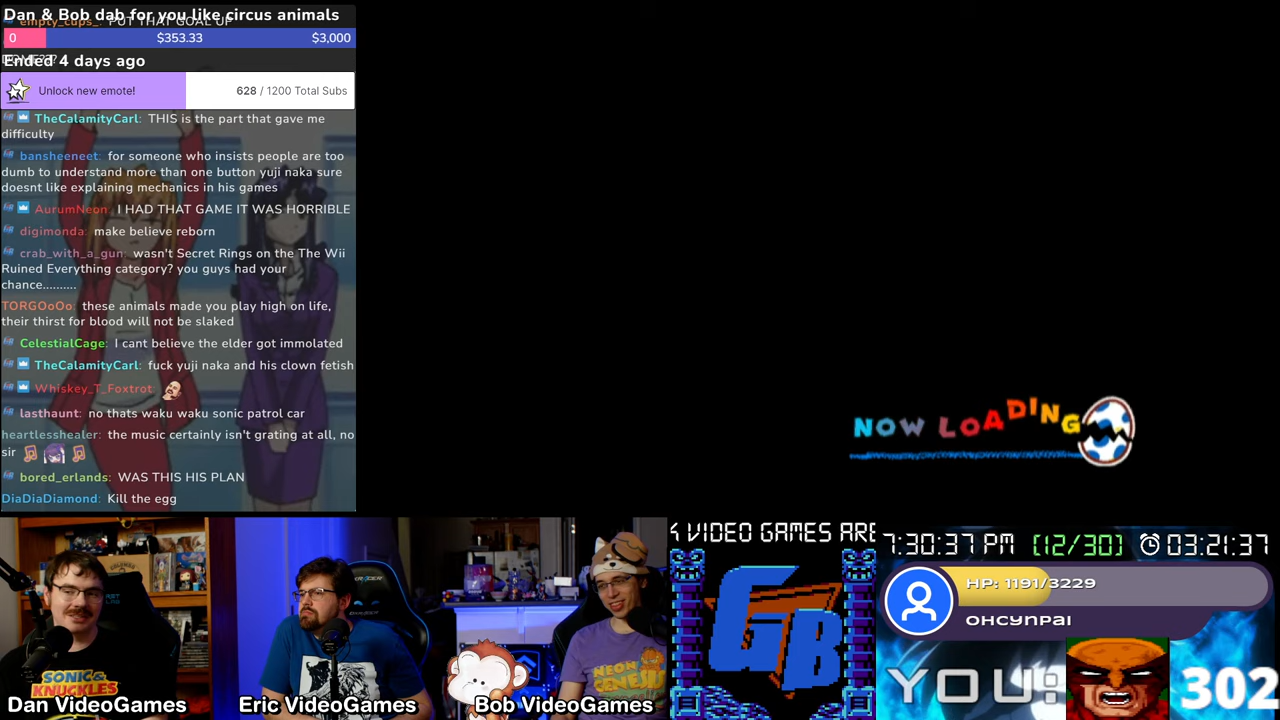 Dan & Bob dab for you like circus animals
empty_cups_: PUT THAT GOAL UP
0 $353.33 $3,000
Ended 4 days ago
Unlock new emote! 628 / 1200 Total Subs
TheCalamityCarl: THIS is the part that gave me
difficulty
bansheeneet: for someone who insists people are too
dumb to understand more than one button yuji naka sure
doesnt like explaining mechanics in his games
AurumNeon: I HAD THAT GAME IT WAS HORRIBLE
digimonda: make believe reborn
crab_with_a_gun: wasn't Secret Rings on the The Wii
Ruined Everything category? you guys had your
chance..........
TORGOoOo: these animals made you play high on life,
their thirst for blood will not be slaked
CelestialCage: I cant believe the elder got immolated
TheCalamityCarl: fuck yuji naka and his clown fetish
Whiskey_T_Foxtrot
lasthaunt: no thats waku waku sonic patrol car
heartlesshealer: the music certainly isn't grating at all, no
sir
bored_erlands: WAS THIS HIS PLAN
DiaDiaDiamond: Kill the egg
NOW LOADING
VIDEO GAMES ARE
7:30:37 PM [12/30] 03:21:37
HP: 1191/3229
OHCYNPAI
GB
YOU: 302
SONIC &
KNUCKLES
NEON
GENESIS
Dan VideoGames
Eric VideoGames
Bob VideoGames